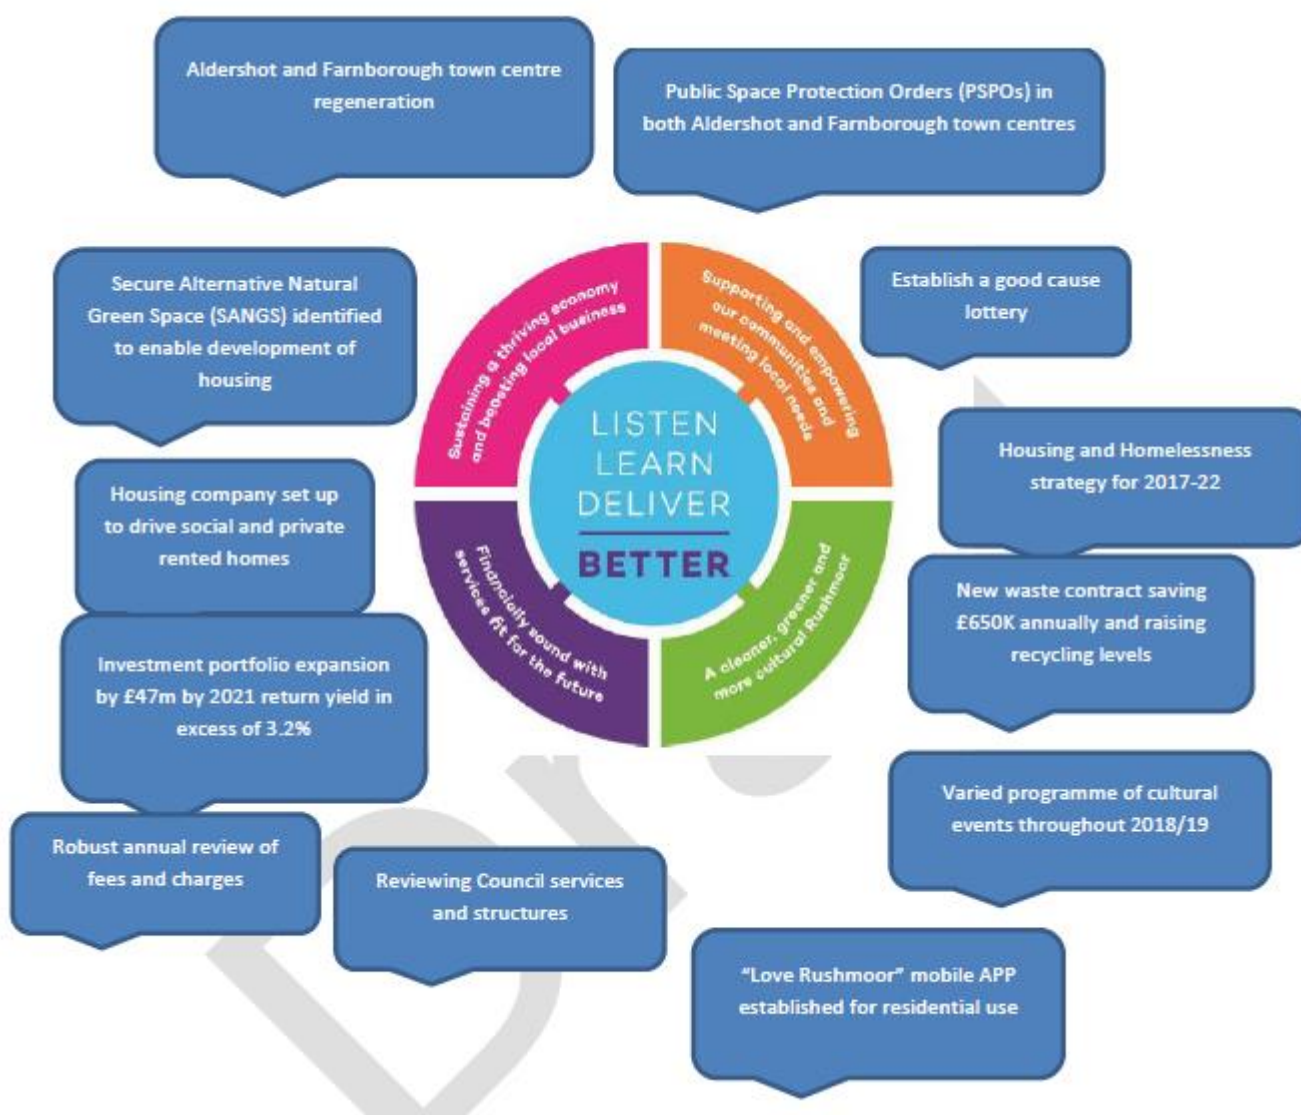 Aldershot and Farnborough town centre
regeneration
Public Space Protection Orders (PSPOs) in
both Aldershot and Farnborough town centres
Secure Alternative Natural
Green Space (SANGS) identified
to enable development of
housing
Sustaining a thriving economy
and boosting local business
Supporting and empowering
our communities and
meeting local needs
Establish a good cause
lottery
LISTEN
LEARN
DELIVER
BETTER
Housing and Homelessness
strategy for 2017-22
Housing company set up
to drive social and private
rented homes
Financially sound with
services fit for the future
A cleaner, greener and
more cultural Rushmoor
New waste contract saving
£650K annually and raising
recycling levels
Investment portfolio expansion
by £47m by 2021 return yield in
excess of 3.2%
Varied programme of cultural
events throughout 2018/19
Robust annual review of
fees and charges
Reviewing Council services
and structures
“Love Rushmoor” mobile APP
established for residential use